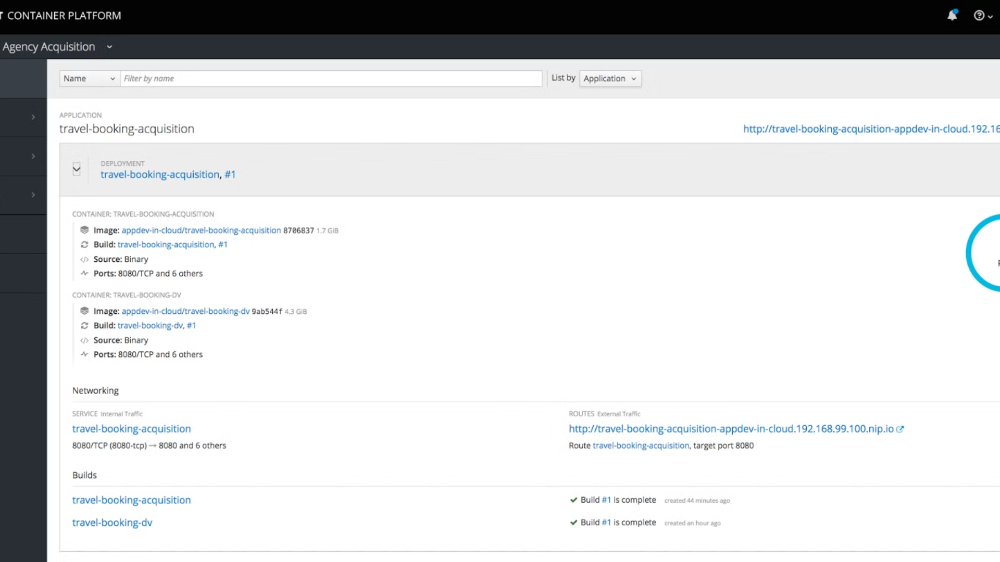 T CONTAINER PLATFORM
Agency Acquisition
Name Filter by name List by Application
APPLICATION
travel-booking-acquisition
http://travel-booking-acquisition-appdev-in-cloud.192.16
DEPLOYMENT
travel-booking-acquisition, #1
CONTAINER: TRAVEL-BOOKING-ACQUISITION
Image: appdev-in-cloud/travel-booking-acquisition 8706837 1.7 GiB
Build: travel-booking-acquisition, #1
</> Source: Binary
Ports: 8080/TCP and 6 others
CONTAINER: TRAVEL-BOOKING-DV
Image: appdev-in-cloud/travel-booking-dv 9ab544f 4.3 GiB
Build: travel-booking-dv, #1
</> Source: Binary
Ports: 8080/TCP and 6 others
Networking
SERVICE Internal Traffic
travel-booking-acquisition
8080/TCP (8080-tcp) → 8080 and 6 others
ROUTES External Traffic
http://travel-booking-acquisition-appdev-in-cloud.192.168.99.100.nip.io
Route travel-booking-acquisition, target port 8080
Builds
travel-booking-acquisition
Build #1 is complete created 44 minutes ago
travel-booking-dv
Build #1 is complete created an hour ago